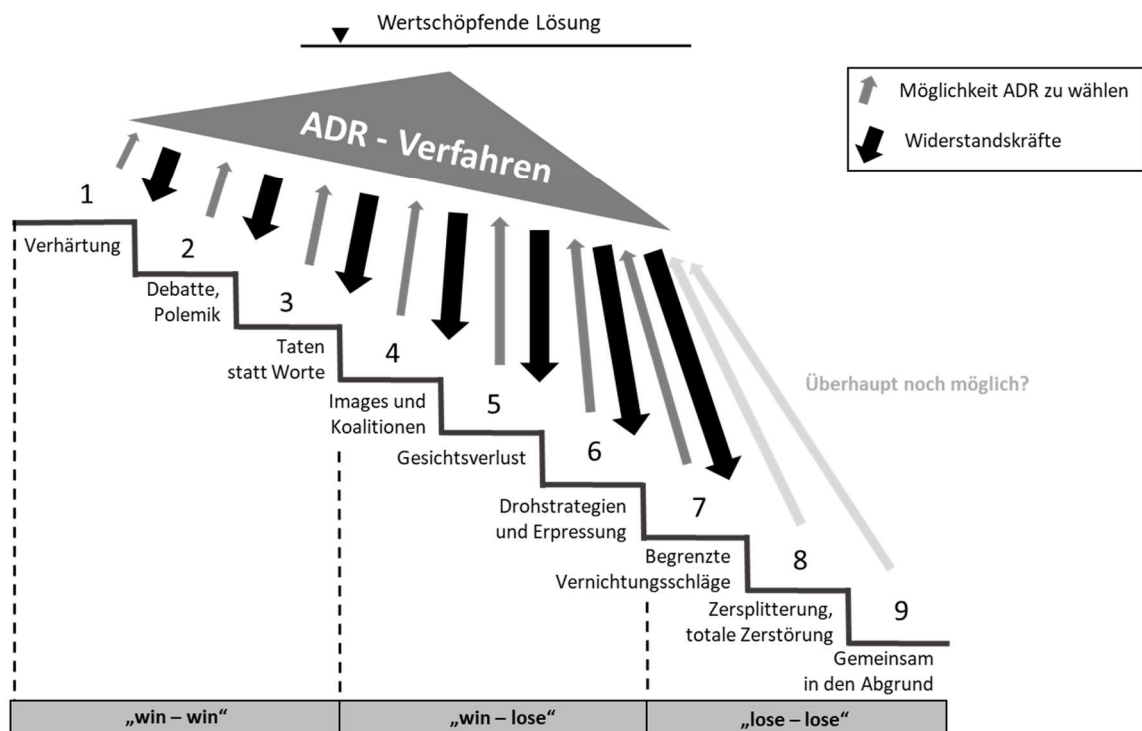 Wertschöpfende Lösung
Möglichkeit ADR zu wählen
Widerstandskräfte
ADR - Verfahren
1
Verhärtung
2
Debatte,
Polemik
3
Taten
statt Worte
4
Images und
Koalitionen
5
Gesichtsverlust
6
Drohstrategien
und Erpressung
7
Begrenzte
Vernichtungsschläge
8
Zersplitterung,
totale Zerstörung
9
Gemeinsam
in den Abgrund
Überhaupt noch möglich?
„win – win“
„win – lose“
„lose – lose“